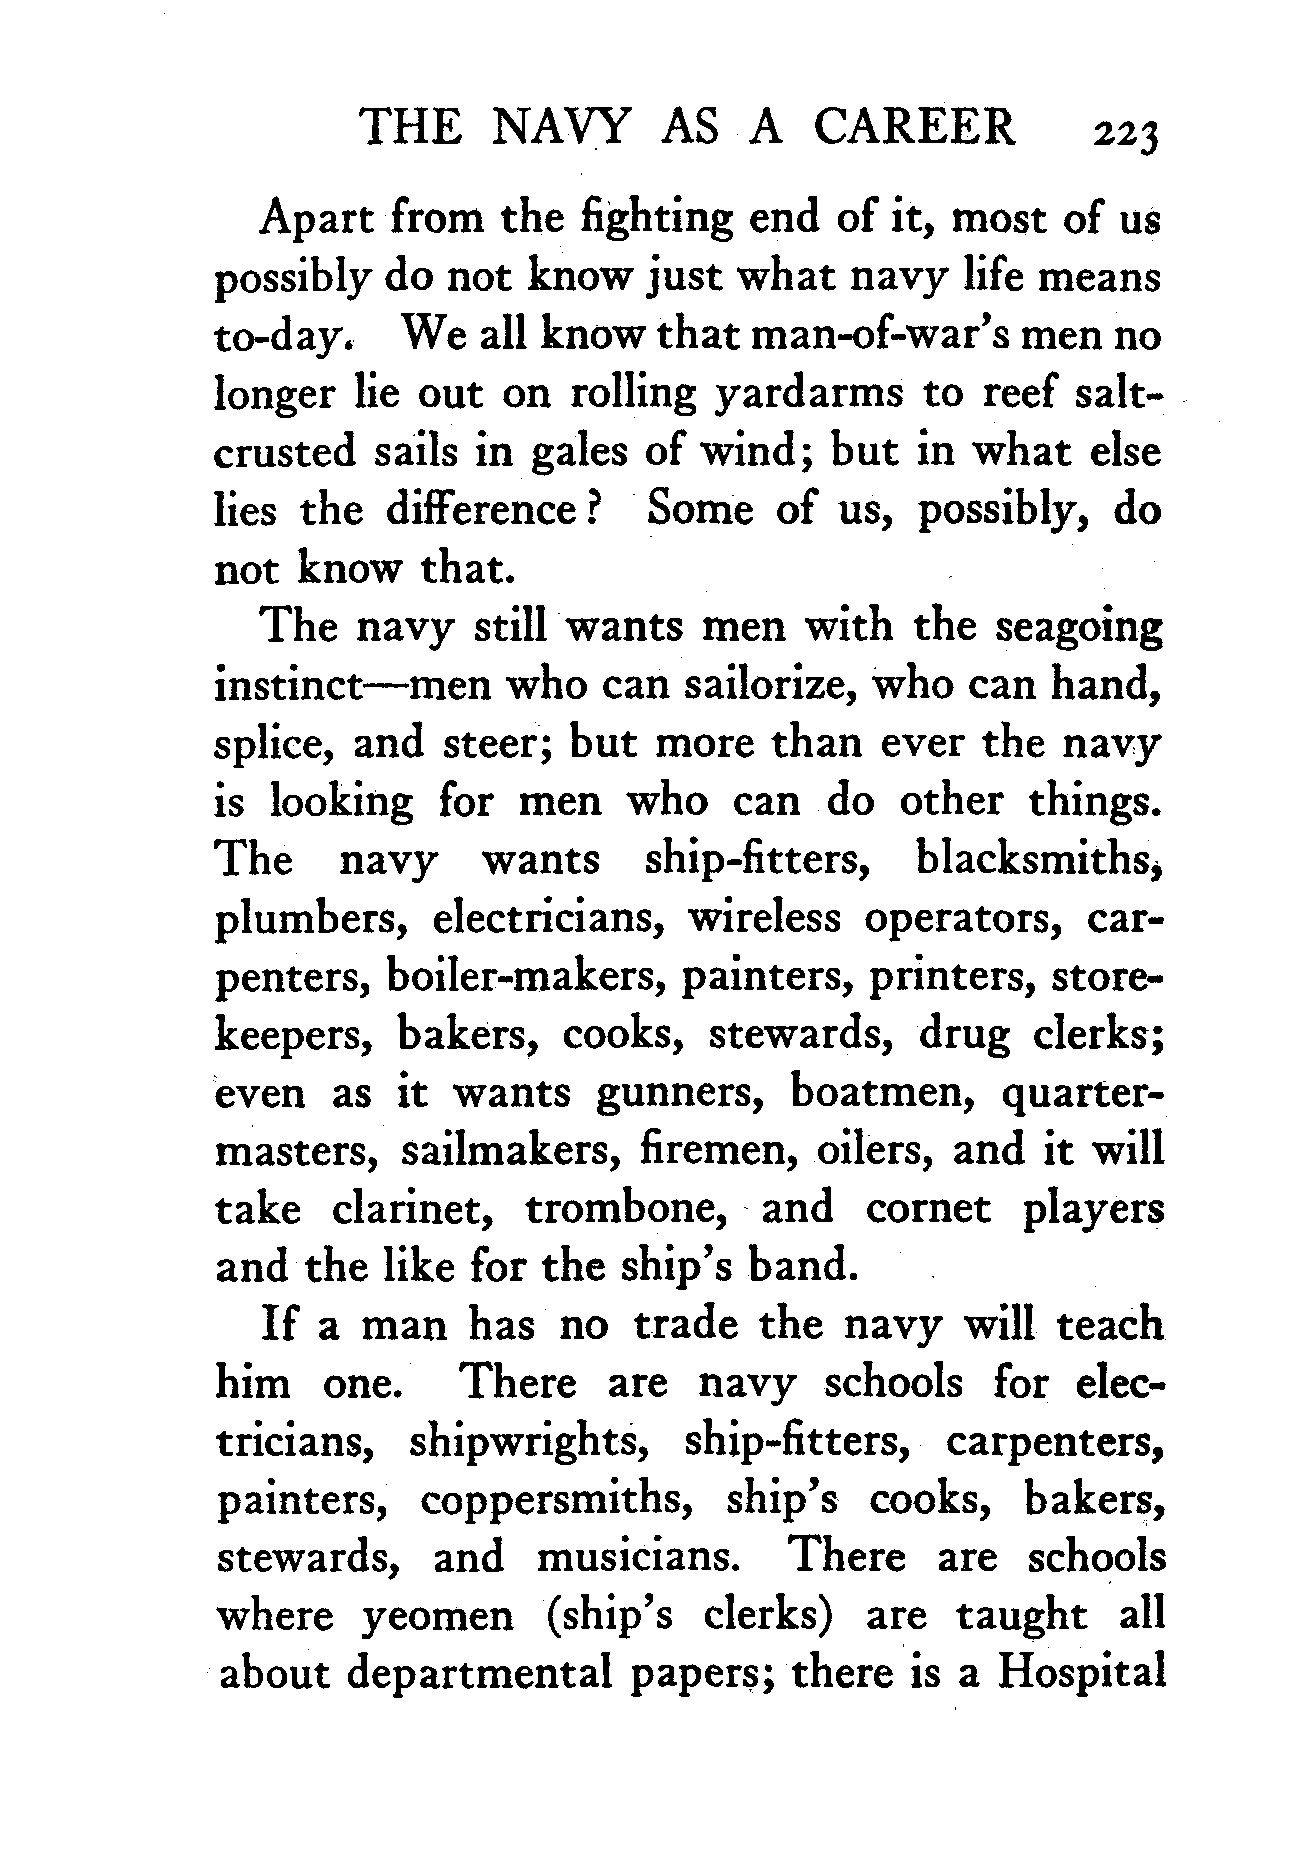 THE NAVY AS A CAREER 223
Apart from the fighting end of it, most of us
possibly do not know just what navy life means
to-day. We all know that man-of-war's men no
longer lie out on rolling yardarms to reef salt-
crusted sails in gales of wind; but in what else
lies the difference? Some of us, possibly, do
not know that.
The navy still wants men with the seagoing
instinct—men who can sailorize, who can hand,
splice, and steer; but more than ever the navy
is looking for men who can do other things.
The navy wants ship-fitters, blacksmiths,
plumbers, electricians, wireless operators, car-
penters, boiler-makers, painters, printers, store-
keepers, bakers, cooks, stewards, drug clerks;
even as it wants gunners, boatmen, quarter-
masters, sailmakers, firemen, oilers, and it will
take clarinet, trombone, and cornet players
and the like for the ship's band.
If a man has no trade the navy will teach
him one. There are navy schools for elec-
tricians, shipwrights, ship-fitters, carpenters,
painters, coppersmiths, ship's cooks, bakers,
stewards, and musicians. There are schools
where yeomen (ship's clerks) are taught all
about departmental papers; there is a Hospital